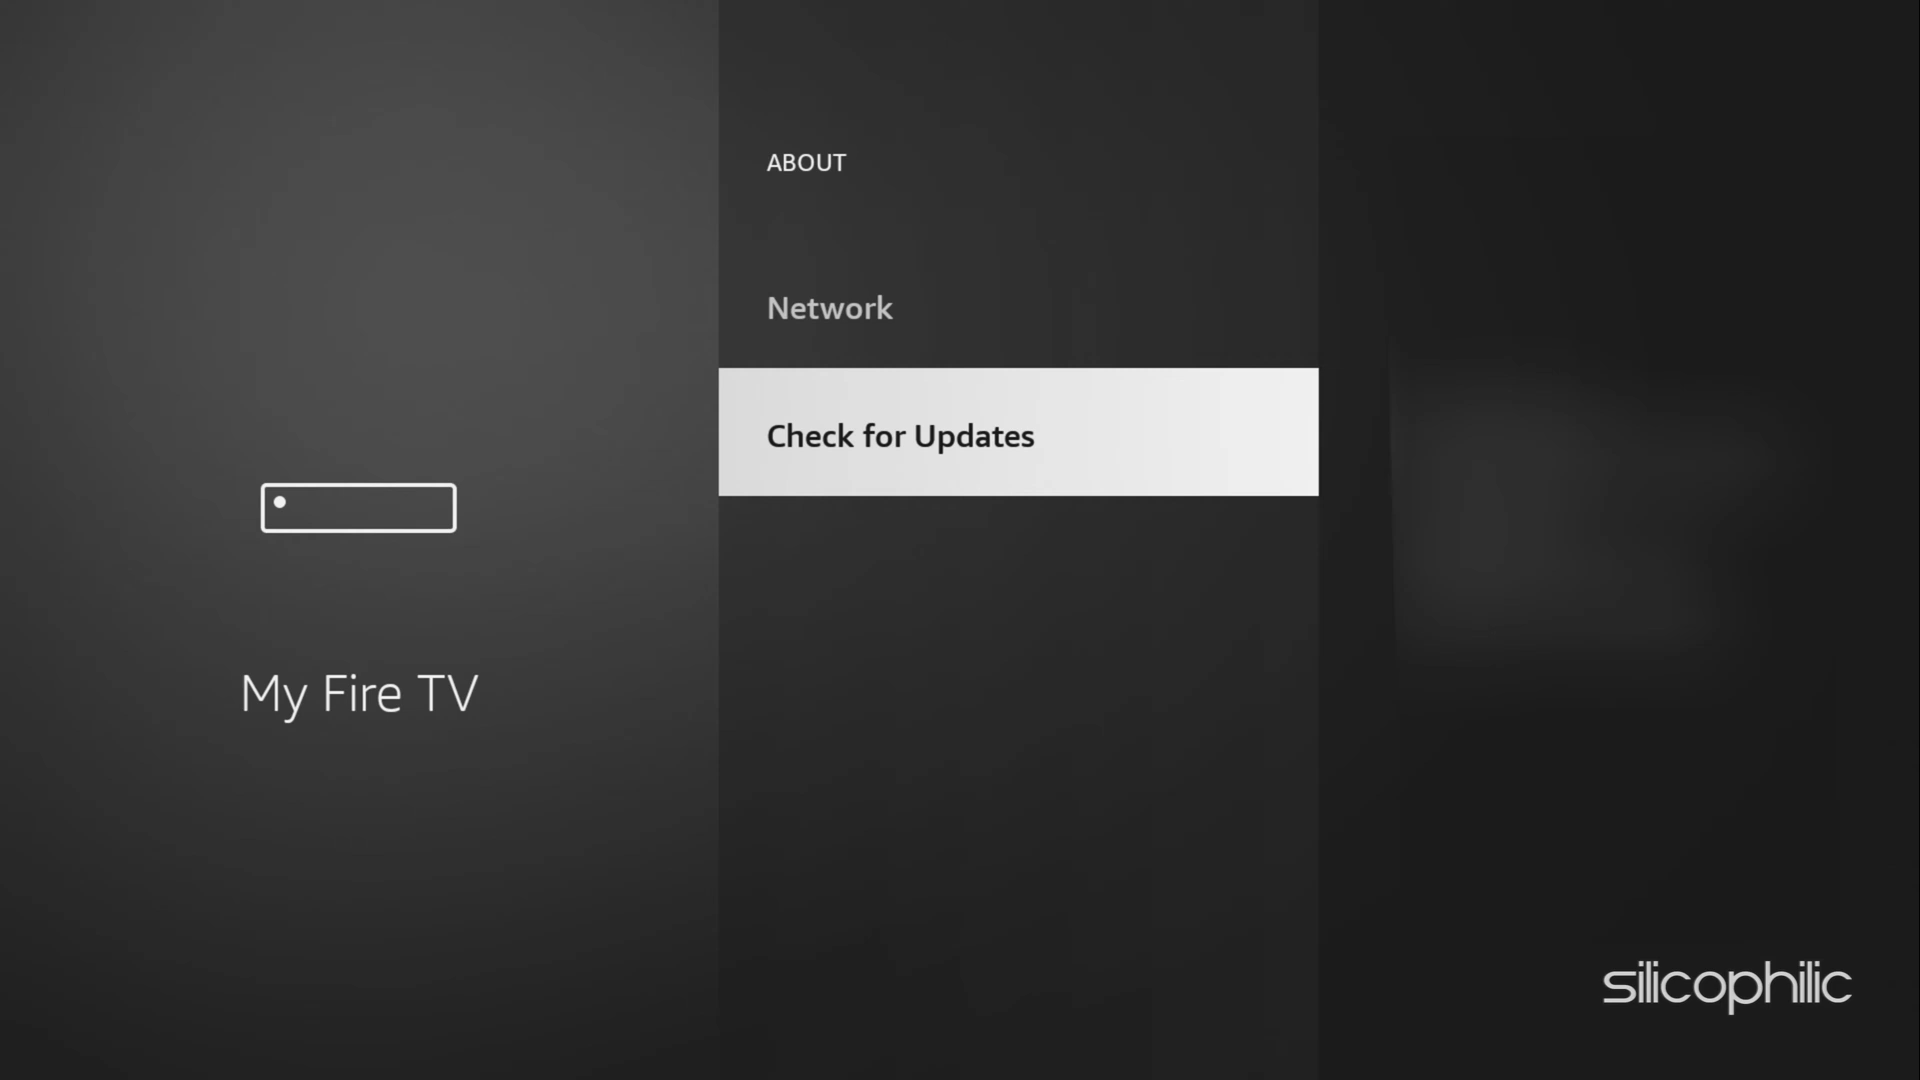 ABOUT
Network
Check for Updates
My Fire TV
silicophilic